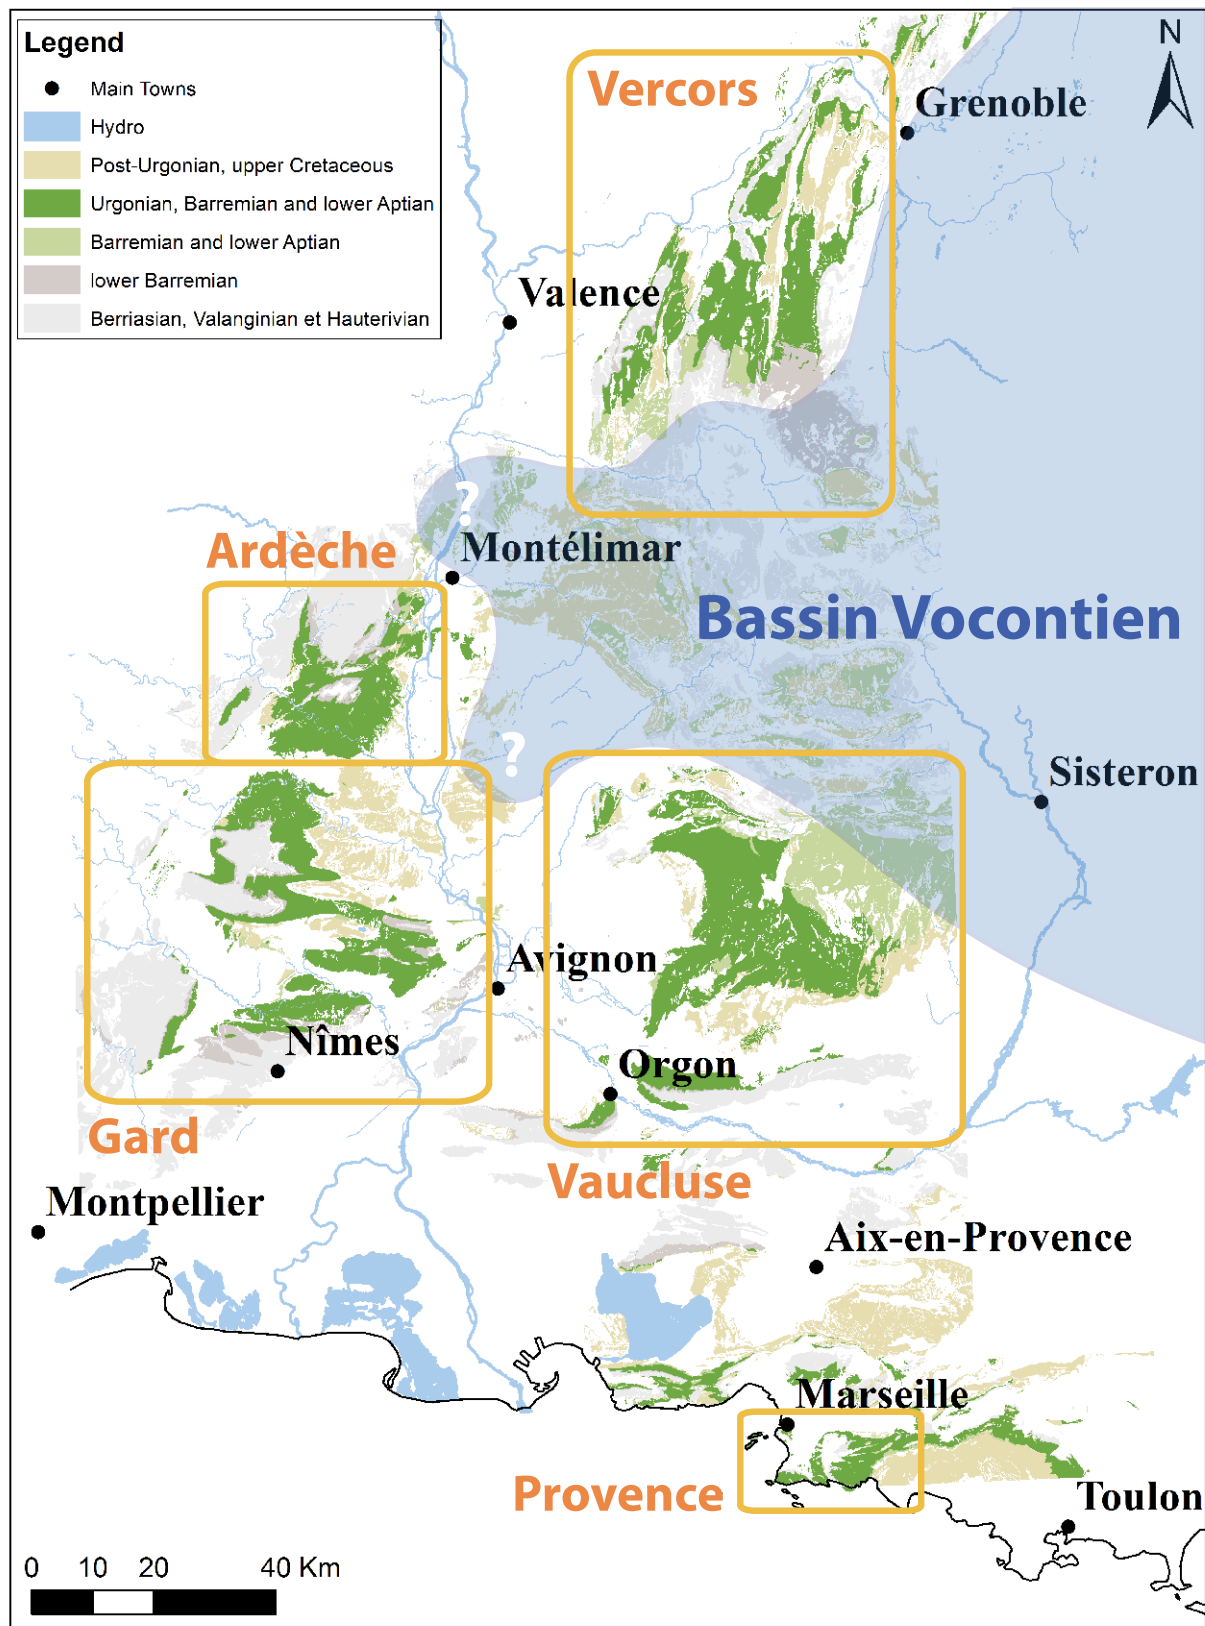 Legend
Main Towns
Hydro
Post-Urgonian, upper Cretaceous
Urgonian, Barremian and lower Aptian
Barremian and lower Aptian
lower Barremian
Berriasian, Valanginian et Hauterivian
N
Vercors
Grenoble
Valence
?
Ardèche
Montélimar
Bassin Vocontien
?
Sisteron
Avignon
Nîmes
Orgon
Gard
Vaucluse
Montpellier
Aix-en-Provence
Marseille
Provence
Toulon
0 10 20 40 Km